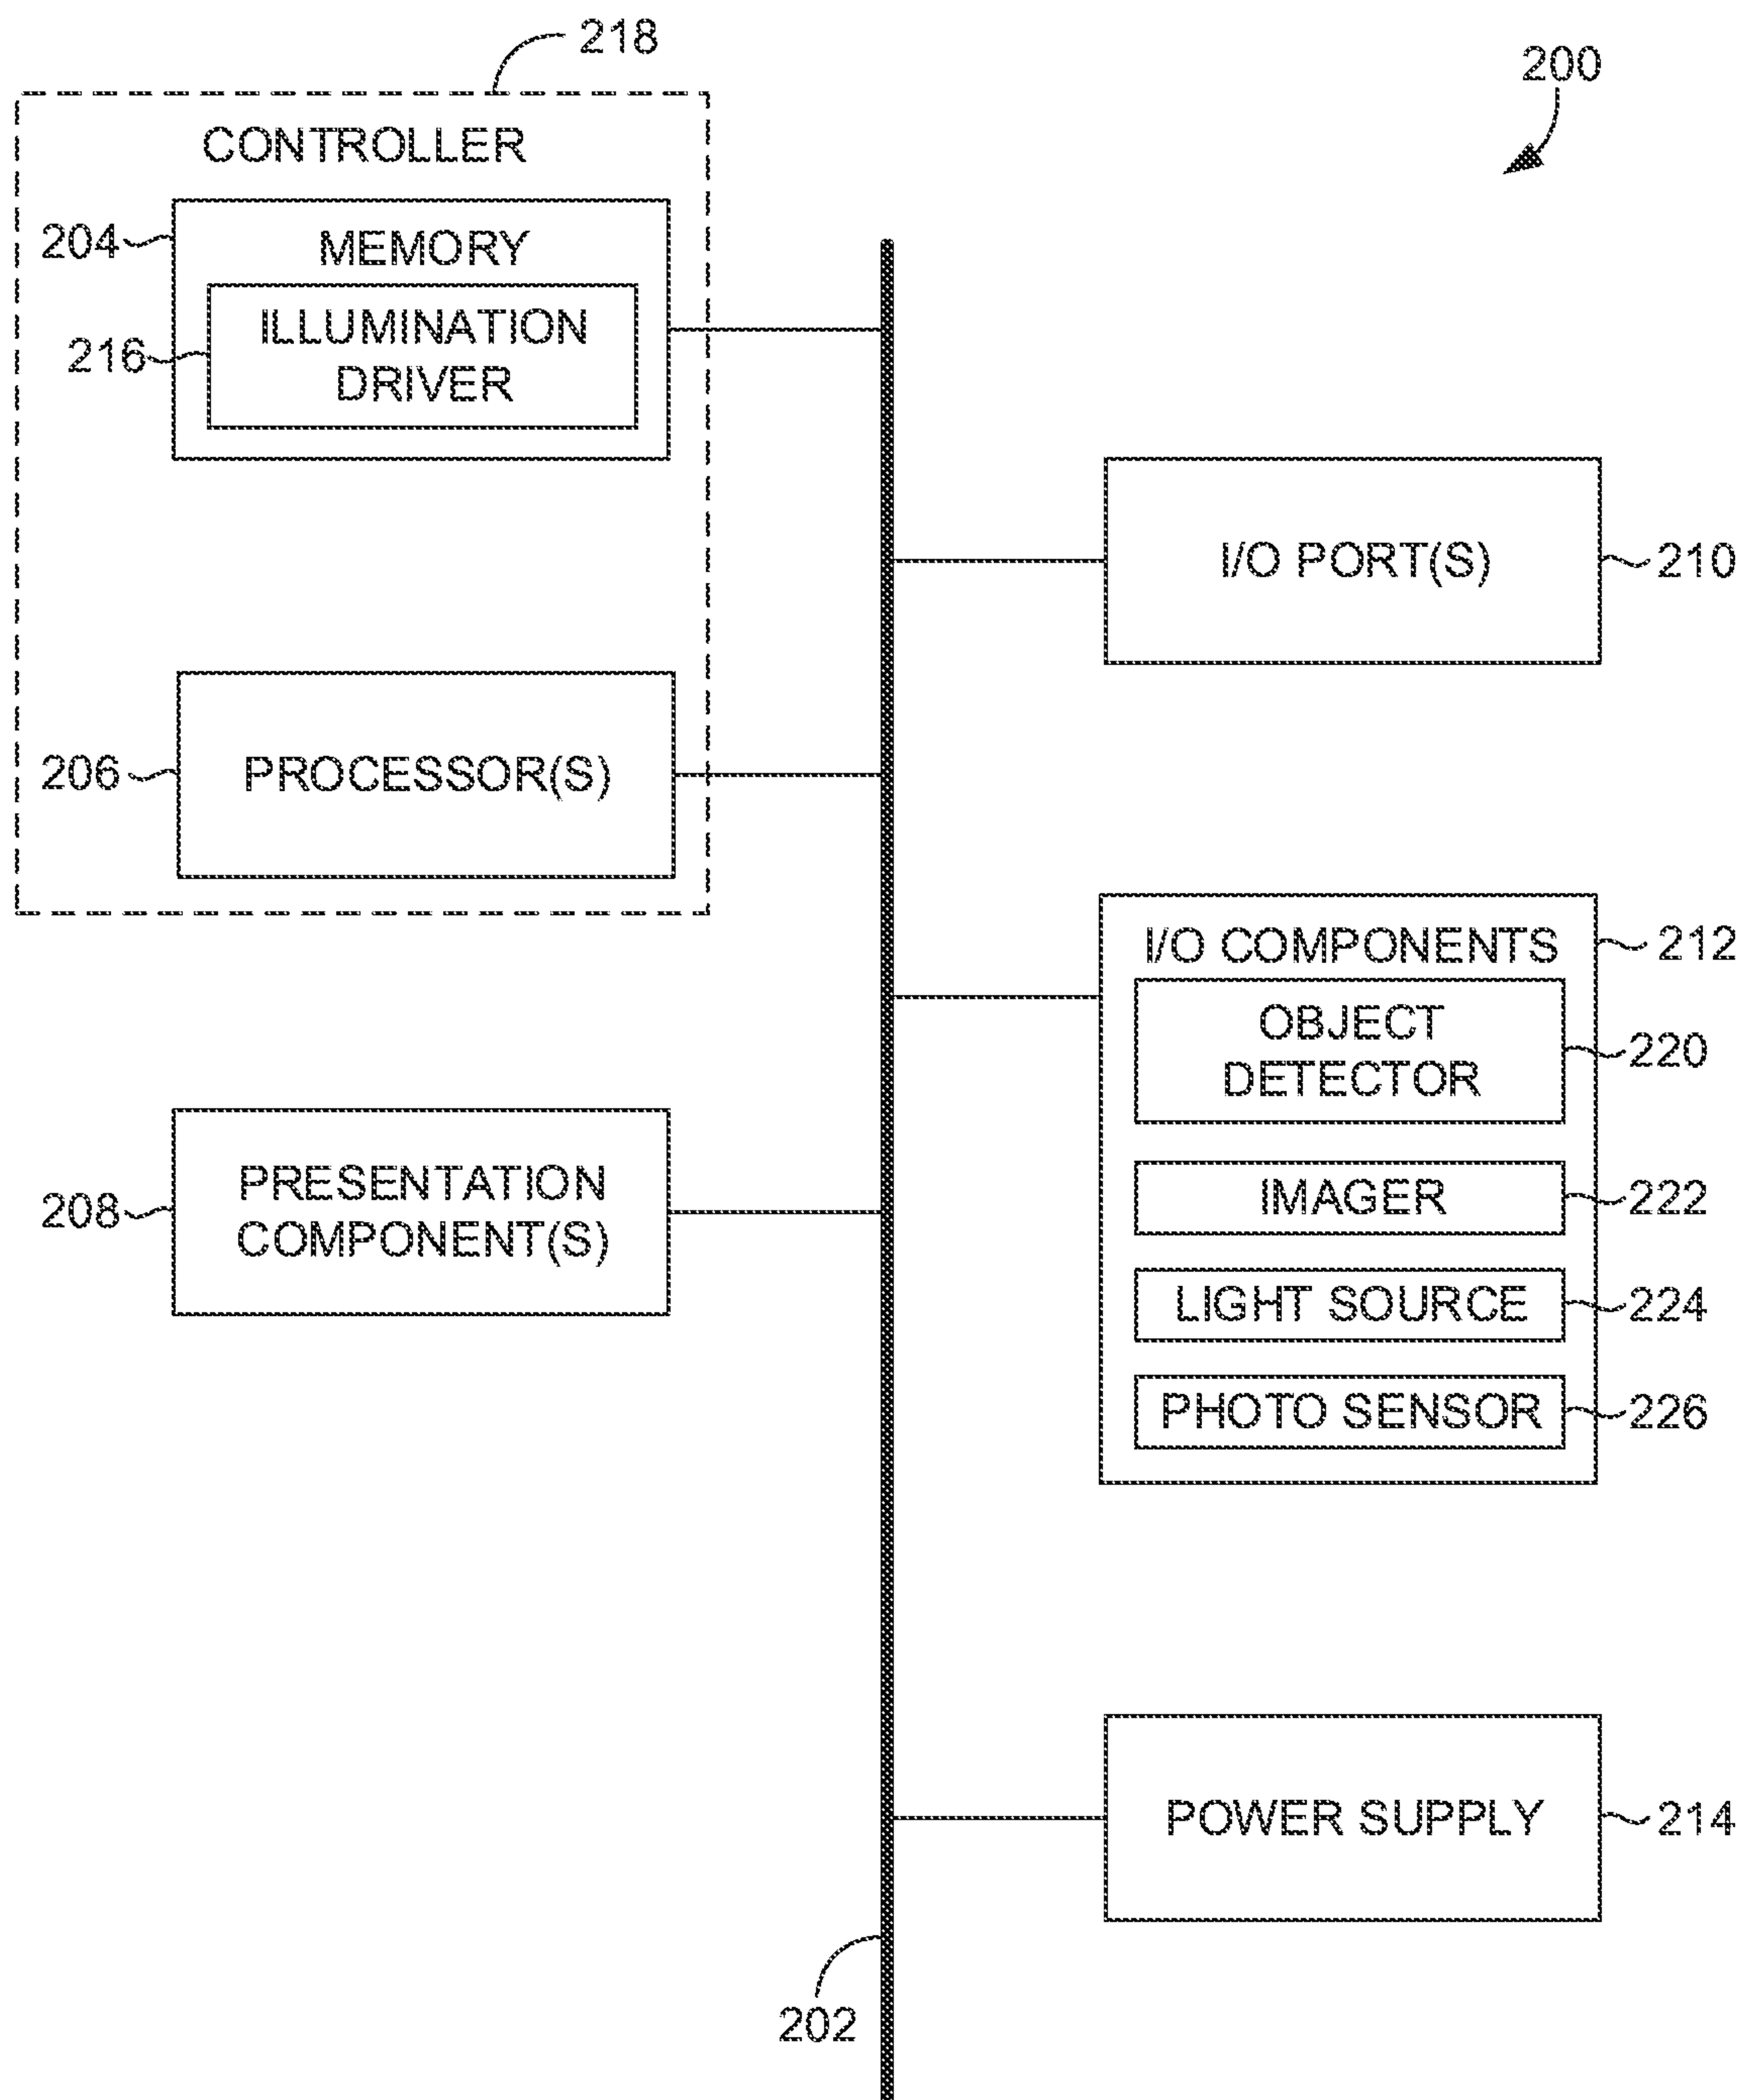 218
200
CONTROLLER
204
MEMORY
216
ILLUMINATION
DRIVER
I/O PORT(S)
210
206
PROCESSOR(S)
I/O COMPONENTS
212
OBJECT
DETECTOR
220
208
PRESENTATION
COMPONENT(S)
IMAGER
222
LIGHT SOURCE
224
PHOTO SENSOR
226
POWER SUPPLY
214
202